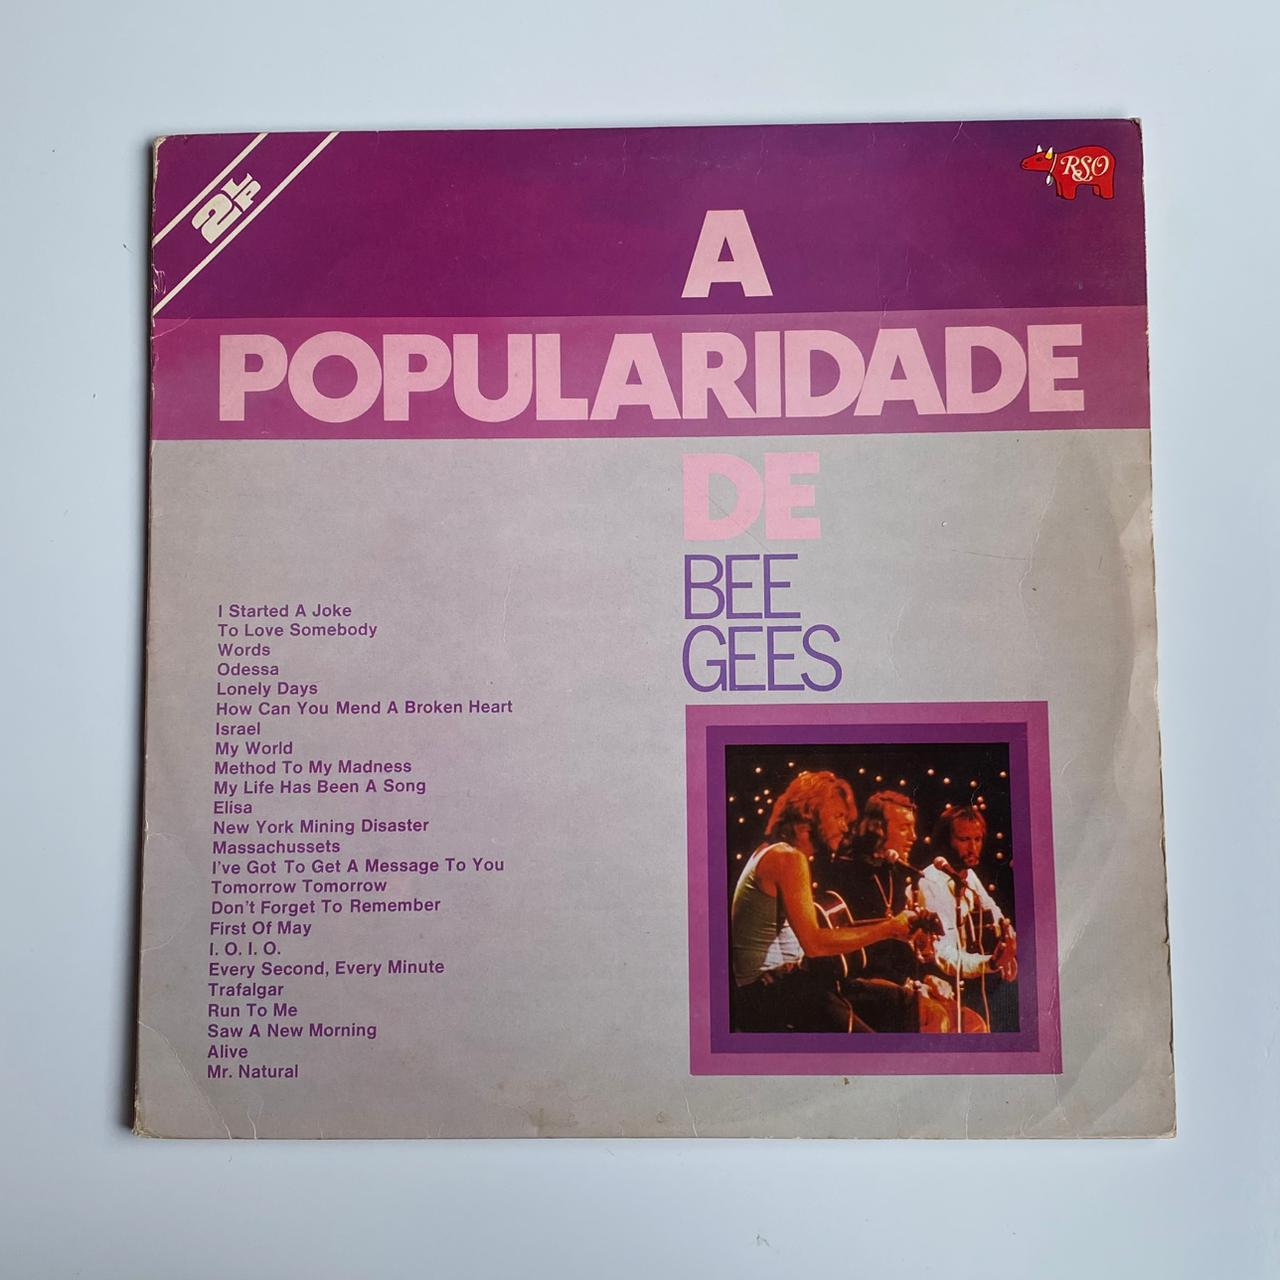 2LP
RSO
A
POPULARIDADE
DE
BEE
GEES
I Started A Joke
To Love Somebody
Words
Odessa
Lonely Days
How Can You Mend A Broken Heart
Israel
My World
Method To My Madness
My Life Has Been A Song
Elisa
New York Mining Disaster
Massachussets
I've Got To Get A Message To You
Tomorrow Tomorrow
Don't Forget To Remember
First Of May
I. O. I. O.
Every Second, Every Minute
Trafalgar
Run To Me
Saw A New Morning
Alive
Mr. Natural